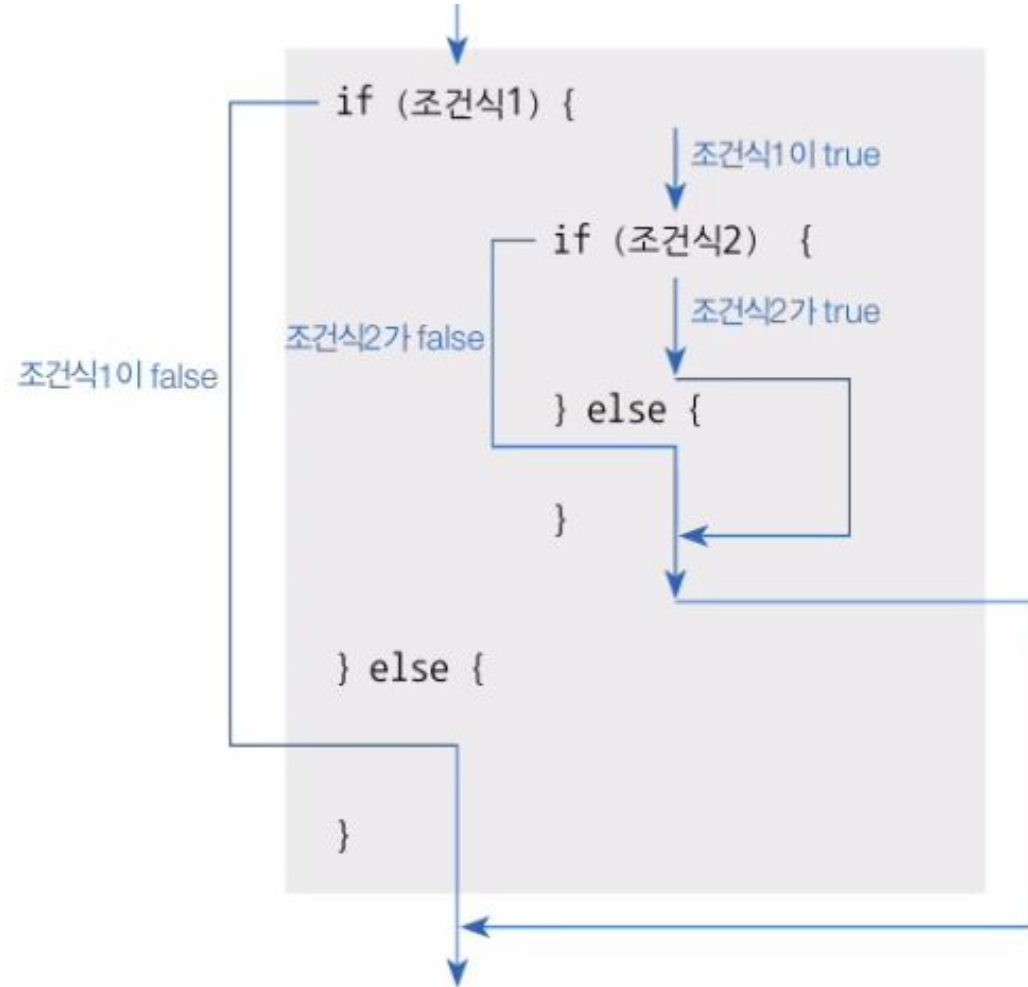 if (조건식1) {
조건식1이 true
if (조건식2) {
조건식2가 true
조건식2가 false
조건식1이 false
} else {
}
} else {
}